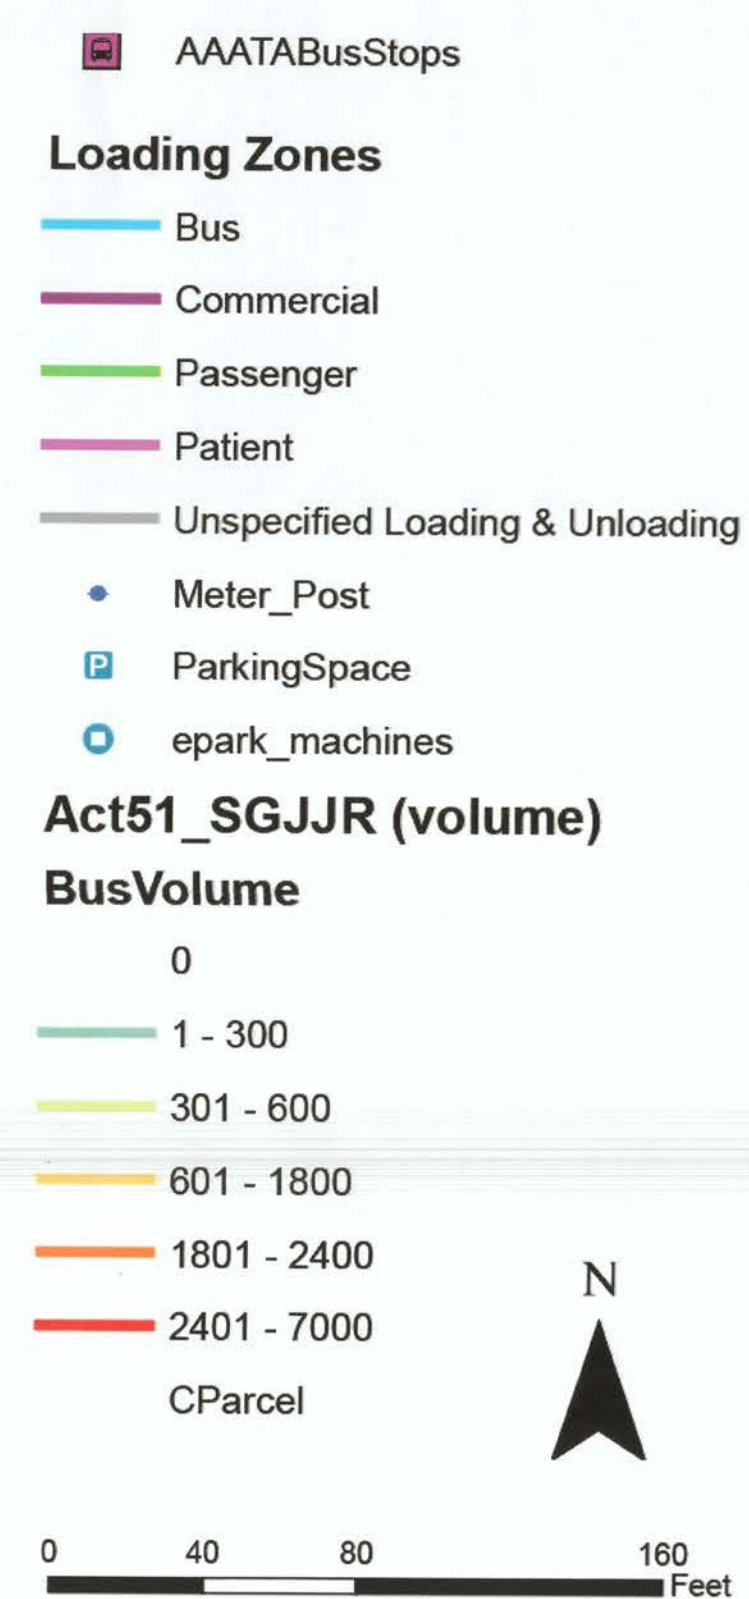 AAATABusStops
Loading Zones
Bus
Commercial
Passenger
Patient
Unspecified Loading & Unloading
Meter_Post
P ParkingSpace
epark_machines
Act51_SGJJR (volume)
BusVolume
0
1 - 300
301 - 600
601 - 1800
1801 - 2400
2401 - 7000
CParcel
N
0 40 80 160
Feet